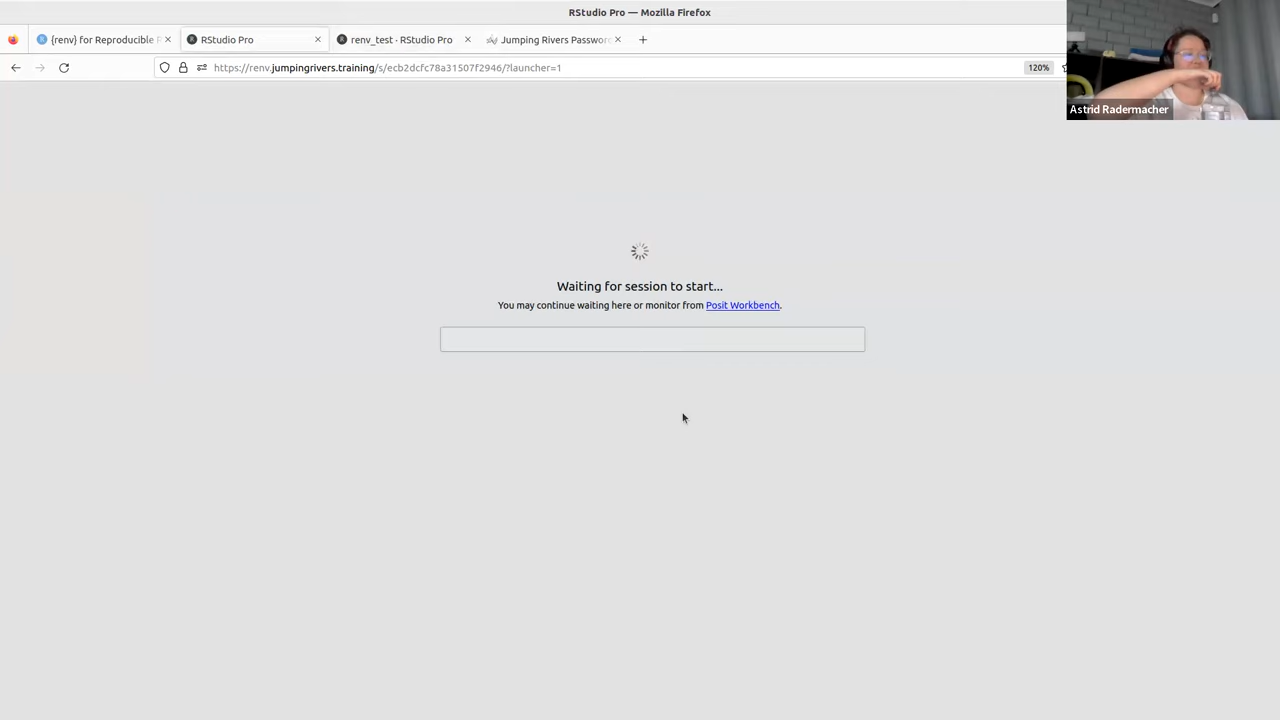 RStudio Pro — Mozilla Firefox
{renv} for Reproducible R
RStudio Pro
renv_test · RStudio Pro
Jumping Rivers Passwor
https://renv.jumpingrivers.training/s/ecb2dcfc78a31507f2946/?launcher=1
120%
Astrid Radermacher
Waiting for session to start...
You may continue waiting here or monitor from Posit Workbench.